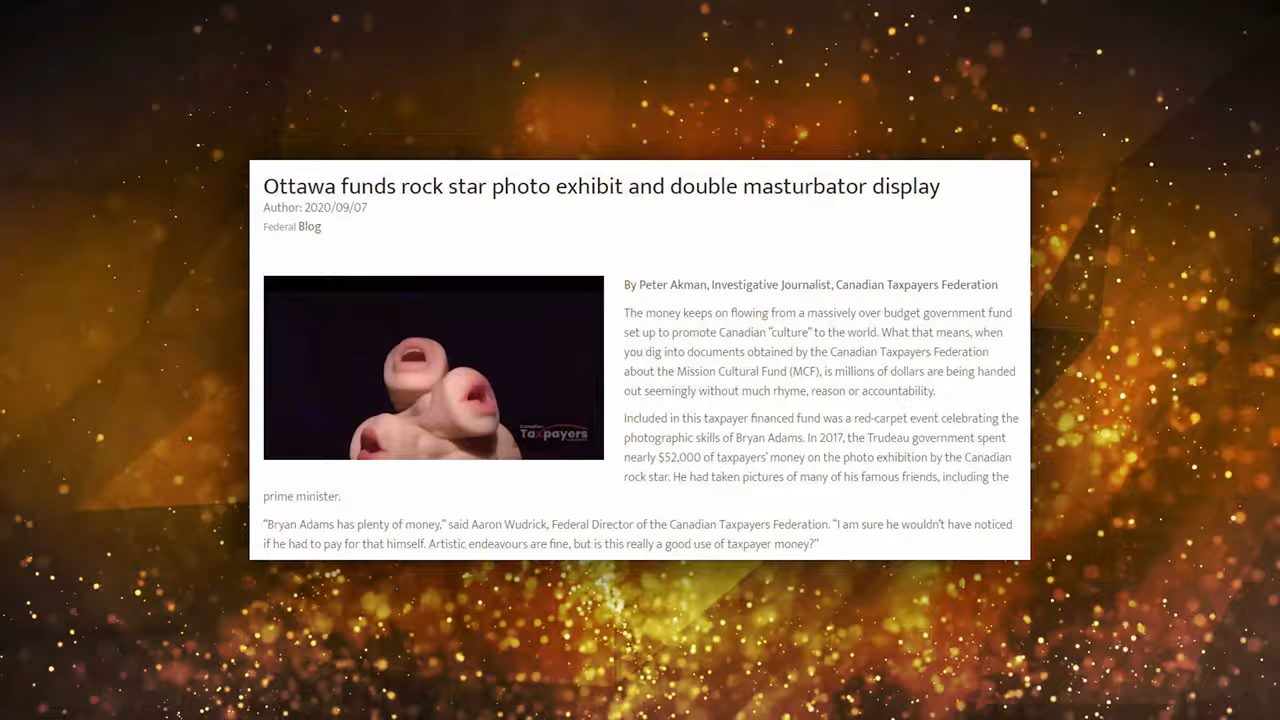 Ottawa funds rock star photo exhibit and double masturbator display
Author: 2020/09/07
Federal Blog
Canadian
Taxpayers
By Peter Akman, Investigative Journalist, Canadian Taxpayers Federation
The money keeps on flowing from a massively over budget government fund
set up to promote Canadian “culture” to the world. What that means, when
you dig into documents obtained by the Canadian Taxpayers Federation
about the Mission Cultural Fund (MCF), is millions of dollars are being handed
out seemingly without much rhyme, reason or accountability.
Included in this taxpayer financed fund was a red-carpet event celebrating the
photographic skills of Bryan Adams. In 2017, the Trudeau government spent
nearly $52,000 of taxpayers’ money on the photo exhibition by the Canadian
rock star. He had taken pictures of many of his famous friends, including the
prime minister.
“Bryan Adams has plenty of money,” said Aaron Wudrick, Federal Director of the Canadian Taxpayers Federation. “I am sure he wouldn’t have noticed
if he had to pay for that himself. Artistic endeavours are fine, but is this really a good use of taxpayer money?”